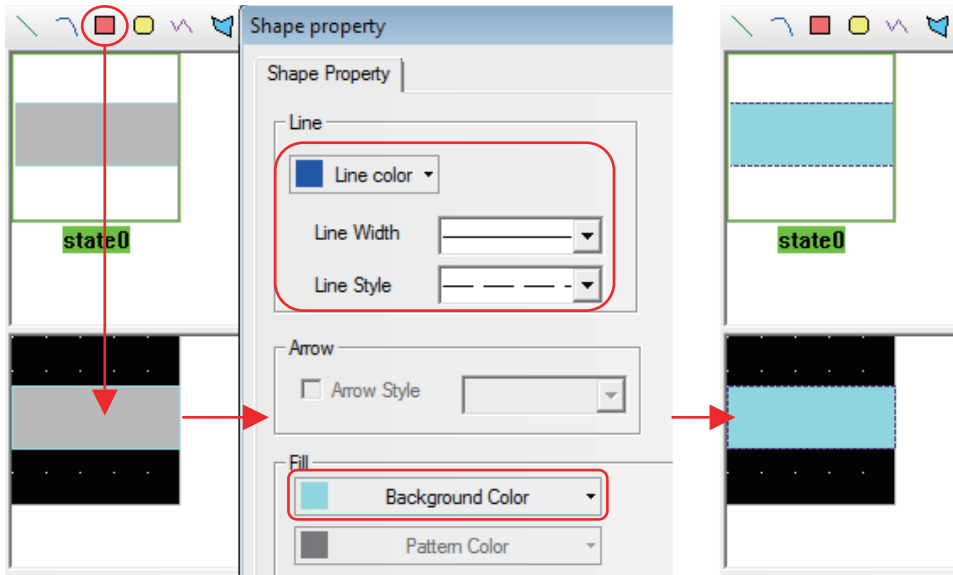 Shape property
Shape Property
Line
Line color
Line Width
Line Style
Arrow
Arrow Style
Fill
Background Color
Pattern Color
state0
state0